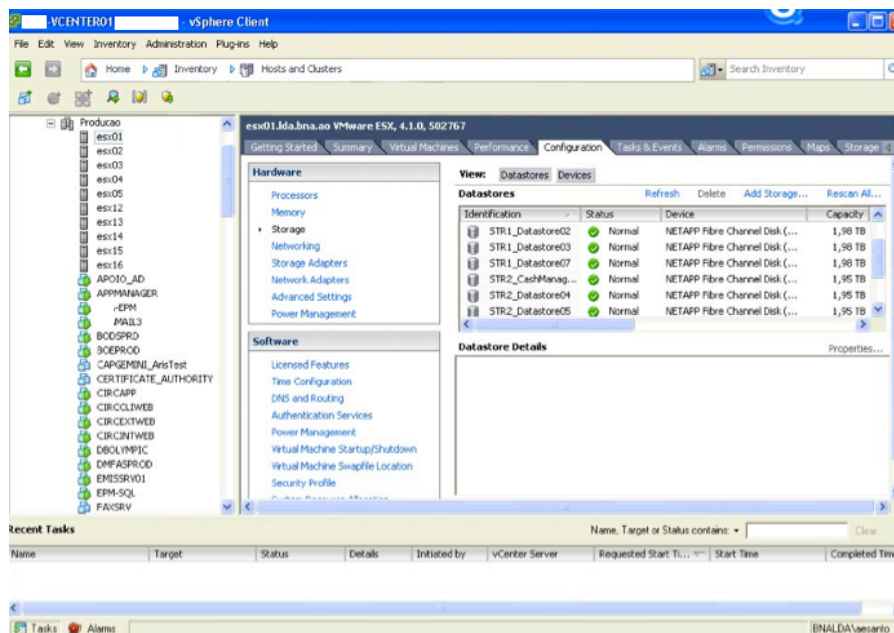 -VCENTER01 - vSphere Client
File Edit View Inventory Administration Plug-ins Help
Home Inventory Hosts and Clusters Search Inventory
Producao
esx01
esx02
esx03
esx04
esx05
esx12
esx13
esx14
esx15
esx16
APOIO_AD
APPMANAGER
-EPM
MAIL3
BODSPRD
BOEPROD
CAPGEMINI_ArisTest
CERTIFICATE_AUTHORITY
CIRCAPP
CIRCCLIWEB
CIRCEXTWEB
CIRCINTWEB
DBOLYMPIC
DMFASPROD
EMISSRV01
EPM-SQL
FAXSRV
esx01.lda.bna.ao VMware ESX, 4.1.0, 502767
Getting Started Summary Virtual Machines Performance Configuration Tasks & Events Alarms Permissions Maps Storage
Hardware
Processors
Memory
Storage
Networking
Storage Adapters
Network Adapters
Advanced Settings
Power Management
Software
Licensed Features
Time Configuration
DNS and Routing
Authentication Services
Power Management
Virtual Machine Startup/Shutdown
Virtual Machine Swapfile Location
Security Profile
View: Datastores Devices
Datastores Refresh Delete Add Storage... Rescan All...
Identification Status Device Capacity
STR1_Datastore02 Normal NETAPP Fibre Channel Disk (... 1,98 TB
STR1_Datastore03 Normal NETAPP Fibre Channel Disk (... 1,98 TB
STR1_Datastore07 Normal NETAPP Fibre Channel Disk (... 1,98 TB
STR2_CashManag... Normal NETAPP Fibre Channel Disk (... 1,95 TB
STR2_Datastore04 Normal NETAPP Fibre Channel Disk (... 1,95 TB
STR2_Datastore05 Normal NETAPP Fibre Channel Disk (... 1,95 TB
Datastore Details Properties...
Recent Tasks Name, Target or Status contains: Clear
Name Target Status Details Initiated by vCenter Server Requested Start Ti... Start Time Completed Time
Tasks Alarms BNALDA\aesanto